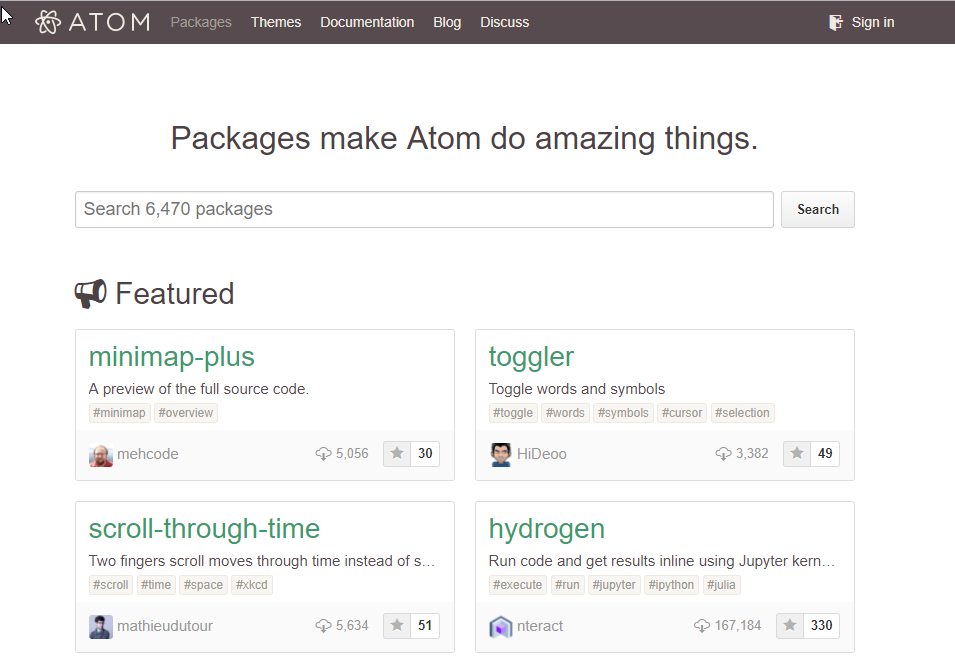 ATOM Packages Themes Documentation Blog Discuss Sign in
Packages make Atom do amazing things.
Search 6,470 packages Search
Featured
minimap-plus
A preview of the full source code.
#minimap #overview
mehcode 5,056 30
toggler
Toggle words and symbols
#toggle #words #symbols #cursor #selection
HiDeoo 3,382 49
scroll-through-time
Two fingers scroll moves through time instead of s…
#scroll #time #space #xkcd
mathieudutour 5,634 51
hydrogen
Run code and get results inline using Jupyter kern…
#execute #run #jupyter #ipython #julia
nteract 167,184 330